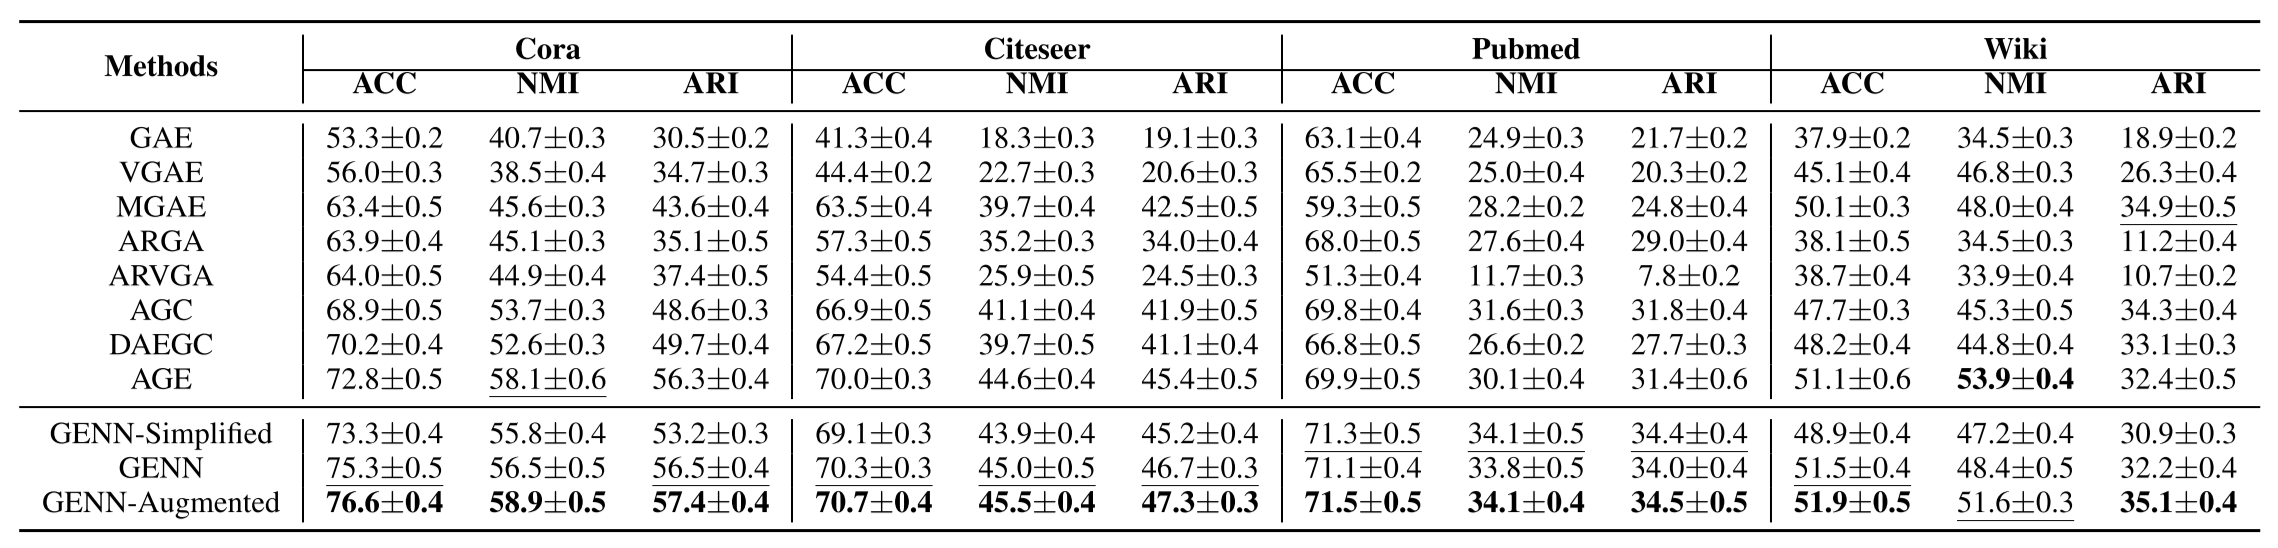 Methods Cora Citeseer Pubmed Wiki
ACC NMI ARI ACC NMI ARI ACC NMI ARI ACC NMI ARI
GAE 53.3±0.2 40.7±0.3 30.5±0.2 41.3±0.4 18.3±0.3 19.1±0.3 63.1±0.4 24.9±0.3 21.7±0.2 37.9±0.2 34.5±0.3 18.9±0.2
VGAE 56.0±0.3 38.5±0.4 34.7±0.3 44.4±0.2 22.7±0.3 20.6±0.3 65.5±0.2 25.0±0.4 20.3±0.2 45.1±0.4 46.8±0.3 26.3±0.4
MGAE 63.4±0.5 45.6±0.3 43.6±0.4 63.5±0.4 39.7±0.4 42.5±0.5 59.3±0.5 28.2±0.2 24.8±0.4 50.1±0.3 48.0±0.4 34.9±0.5
ARGA 63.9±0.4 45.1±0.3 35.1±0.5 57.3±0.5 35.2±0.3 34.0±0.4 68.0±0.5 27.6±0.4 29.0±0.4 38.1±0.5 34.5±0.3 11.2±0.4
ARVGA 64.0±0.5 44.9±0.4 37.4±0.5 54.4±0.5 25.9±0.5 24.5±0.3 51.3±0.4 11.7±0.3 7.8±0.2 38.7±0.4 33.9±0.4 10.7±0.2
AGC 68.9±0.5 53.7±0.3 48.6±0.3 66.9±0.5 41.1±0.4 41.9±0.5 69.8±0.4 31.6±0.3 31.8±0.4 47.7±0.3 45.3±0.5 34.3±0.4
DAEGC 70.2±0.4 52.6±0.3 49.7±0.4 67.2±0.5 39.7±0.5 41.1±0.4 66.8±0.5 26.6±0.2 27.7±0.3 48.2±0.4 44.8±0.4 33.1±0.3
AGE 72.8±0.5 58.1±0.6 56.3±0.4 70.0±0.3 44.6±0.4 45.4±0.5 69.9±0.5 30.1±0.4 31.4±0.6 51.1±0.6 53.9±0.4 32.4±0.5
GENN-Simplified 73.3±0.4 55.8±0.4 53.2±0.3 69.1±0.3 43.9±0.4 45.2±0.4 71.3±0.5 34.1±0.5 34.4±0.4 48.9±0.4 47.2±0.4 30.9±0.3
GENN 75.3±0.5 56.5±0.5 56.5±0.4 70.3±0.3 45.0±0.5 46.7±0.3 71.1±0.4 33.8±0.5 34.0±0.4 51.5±0.4 48.4±0.5 32.2±0.4
GENN-Augmented 76.6±0.4 58.9±0.5 57.4±0.4 70.7±0.4 45.5±0.4 47.3±0.3 71.5±0.5 34.1±0.4 34.5±0.5 51.9±0.5 51.6±0.3 35.1±0.4